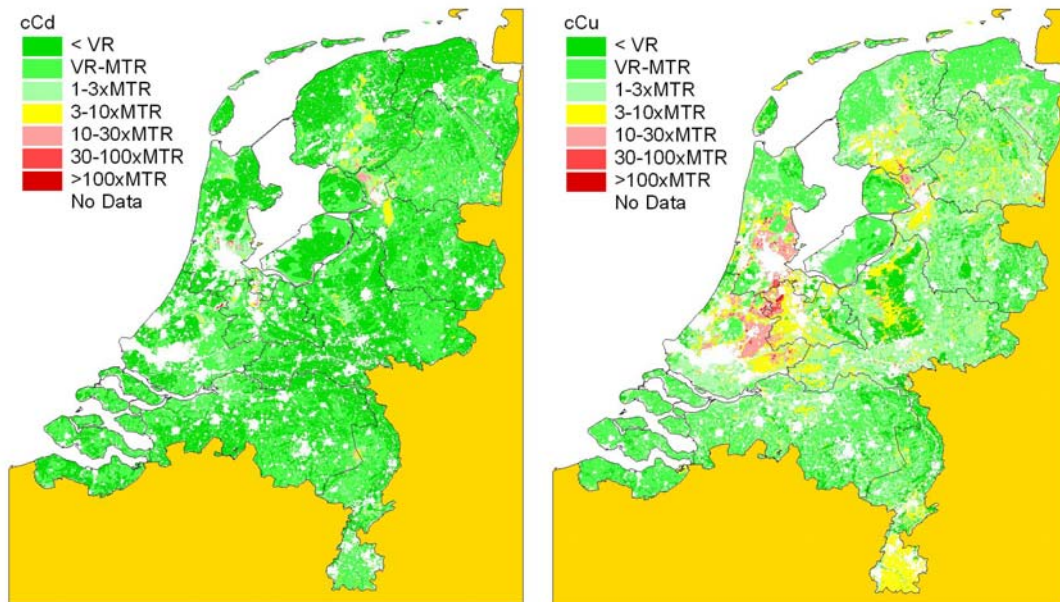 cCd
< VR
VR-MTR
1-3xMTR
3-10xMTR
10-30xMTR
30-100xMTR
>100xMTR
No Data
cCu
< VR
VR-MTR
1-3xMTR
3-10xMTR
10-30xMTR
30-100xMTR
>100xMTR
No Data